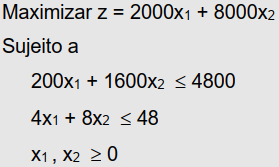 Maximizar z = 2000x₁ + 8000x₂
Sujeito a
200x₁ + 1600x₂ ≤ 4800
4x₁ + 8x₂ ≤ 48
x₁ , x₂ ≥ 0